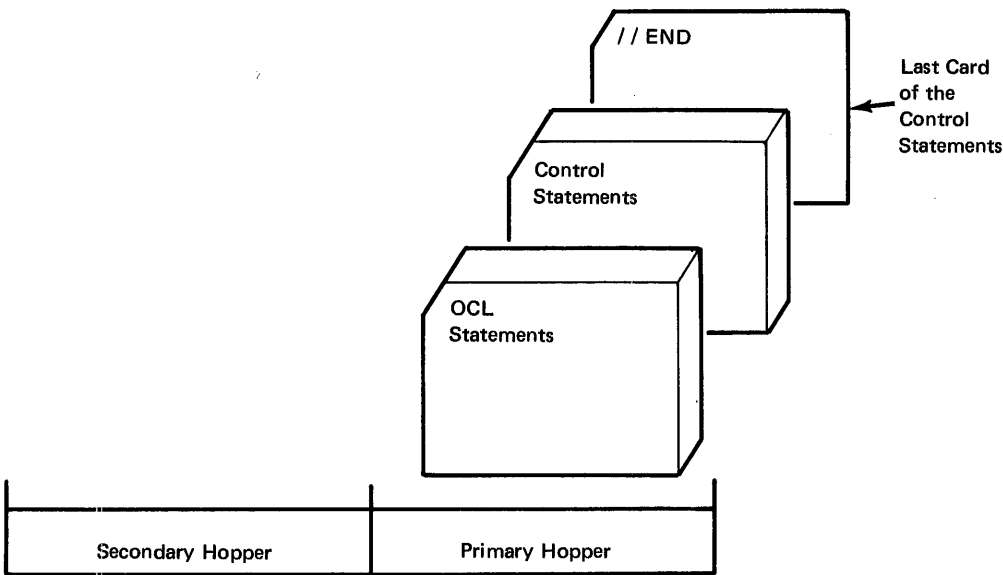 // END
Last Card
of the
Control
Statements
Control
Statements
OCL
Statements
Secondary Hopper
Primary Hopper